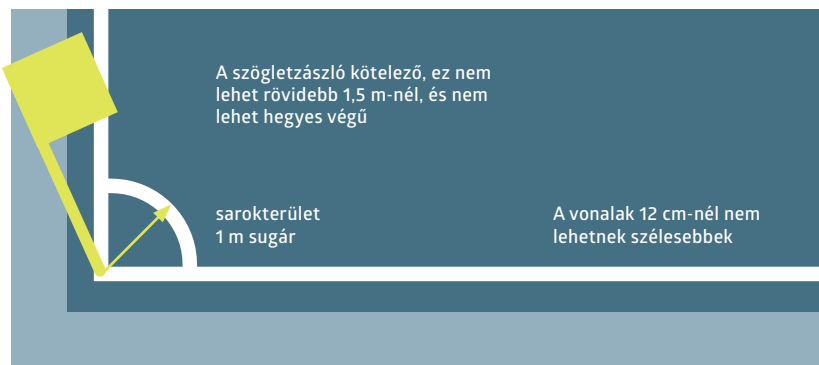 A szögletzászló kötelező, ez nem
lehet rövidebb 1,5 m-nél, és nem
lehet hegyes végű
sarokterület
1 m sugár
A vonalak 12 cm-nél nem
lehetnek szélesebbek